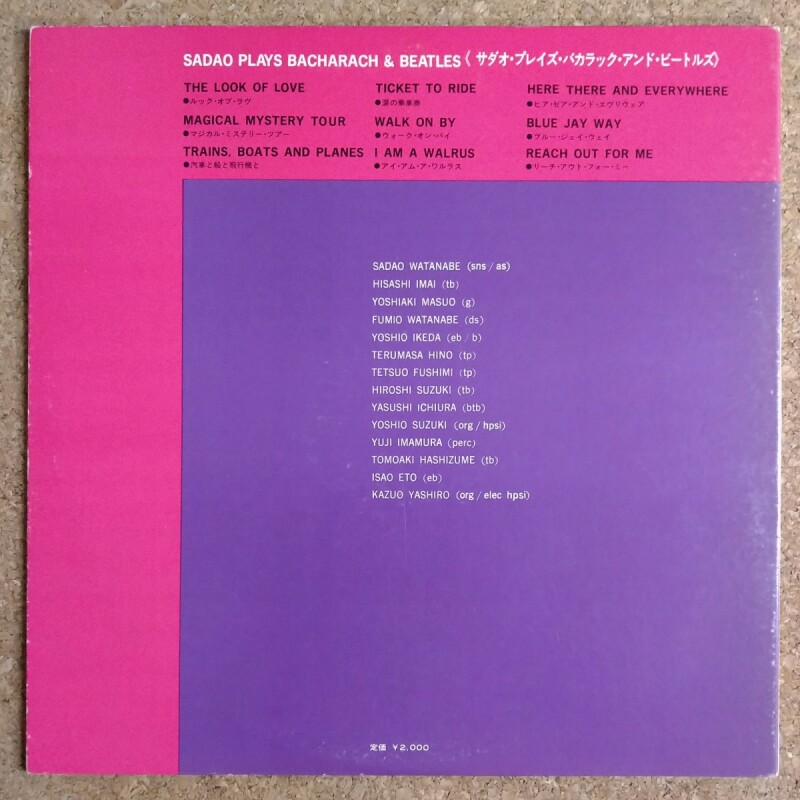 SADAO PLAYS BACHARACH & BEATLES〈サダオ・プレイズ・バカラック・アンド・ビートルズ〉
THE LOOK OF LOVE
●ルック・オブ・ラヴ
MAGICAL MYSTERY TOUR
●マジカル・ミステリー・ツアー
TRAINS, BOATS AND PLANES
●汽車と船と飛行機と
TICKET TO RIDE
●涙の乗車券
WALK ON BY
●ウォーク・オン・バイ
I AM A WALRUS
●アイ・アム・ア・ワルラス
HERE THERE AND EVERYWHERE
●ヒア・ゼア・アンド・エヴリウェア
BLUE JAY WAY
●ブルー・ジェイ・ウェイ
REACH OUT FOR ME
●リーチ・アウト・フォー・ミー
SADAO WATANABE (sns / as)
HISASHI IMAI (tb)
YOSHIAKI MASUO (g)
FUMIO WATANABE (ds)
YOSHIO IKEDA (eb / b)
TERUMASA HINO (tp)
TETSUO FUSHIMI (tp)
HIROSHI SUZUKI (tb)
YASUSHI ICHIURA (btb)
YOSHIO SUZUKI (org / hpsi)
YUJI IMAMURA (perc)
TOMOAKI HASHIZUME (tb)
ISAO ETO (eb)
KAZUO YASHIRO (org / elec hpsi)
定価 ¥2,000